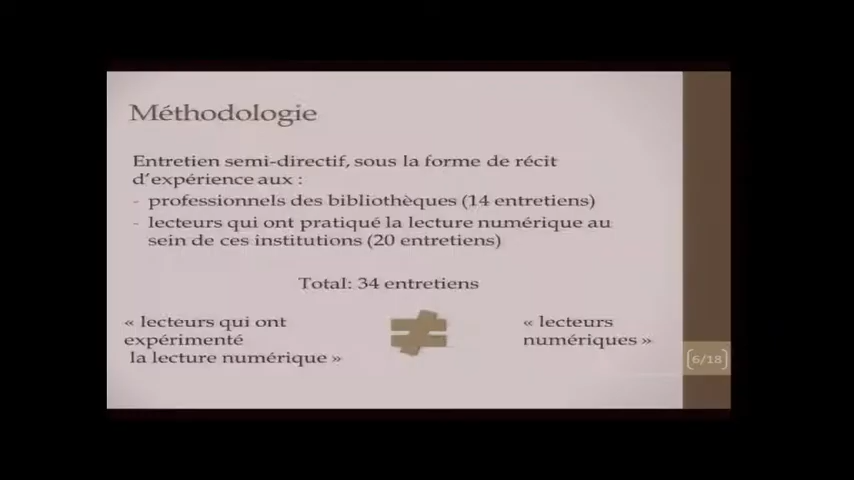 Méthodologie
Entretien semi-directif, sous la forme de récit
d'expérience aux :
- professionnels des bibliothèques (14 entretiens)
- lecteurs qui ont pratiqué la lecture numérique au
sein de ces institutions (20 entretiens)
Total: 34 entretiens
« lecteurs qui ont
expérimenté
la lecture numérique »
≠
« lecteurs
numériques »
6/18